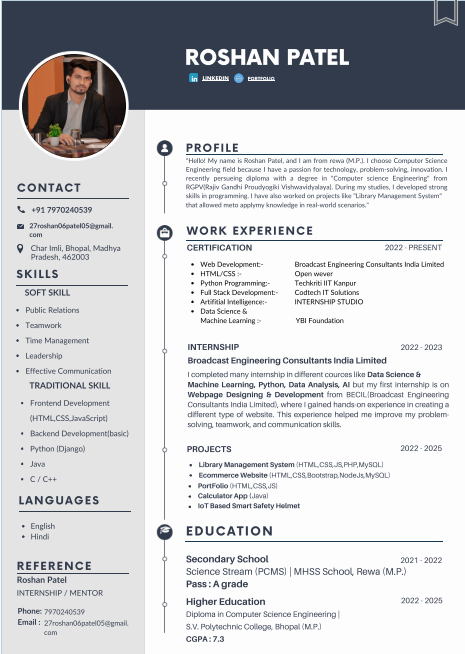 ROSHAN PATEL
LINKEDIN PORTFOLIO
CONTACT
+91 7970240539
27roshan06patel05@gmail.
com
Char Imli, Bhopal, Madhya
Pradesh, 462003
SKILLS
SOFT SKILL
• Public Relations
• Teamwork
• Time Management
• Leadership
• Effective Communication
TRADITIONAL SKILL
• Frontend Development
(HTML,CSS,JavaScript)
• Backend Development(basic)
• Python (Django)
• Java
• C / C++
LANGUAGES
• English
• Hindi
REFERENCE
Roshan Patel
INTERNSHIP / MENTOR
Phone: 7970240539
Email : 27roshan06patel05@gmail.
com
PROFILE
"Hello! My name is Roshan Patel, and I am from rewa (M.P.). I choose Computer Science
Engineering field because I have a passion for technology, problem-solving, innovation. I
recently persueing diploma with a degree in "Computer science Engineering" from
RGPV(Rajiv Gandhi Proudyogiki Vishwavidyalaya). During my studies, I developed strong
skills in programming. I have also worked on projects like "Library Management System"
that allowed meto applymy knowledge in real-world scenarios."
WORK EXPERIENCE
CERTIFICATION 2022 - PRESENT
• Web Development:- Broadcast Engineering Consultants India Limited
• HTML/CSS :- Open wever
• Python Programming:- Techkriti IIT Kanpur
• Full Stack Development:- Codtech IT Solutions
• Artifitial Intelligence:- INTERNSHIP STUDIO
• Data Science &
Machine Learning :- YBI Foundation
INTERNSHIP 2022 - 2023
Broadcast Engineering Consultants India Limited
I completed many internship in different cources like Data Science &
Machine Learning, Python, Data Analysis, AI but my first internship is on
Webpage Designing & Development from BECIL(Broadcast Engineering
Consultants India Limited), where I gained hands-on experience in creating a
different type of website. This experience helped me improve my problem-
solving, teamwork, and communication skills.
PROJECTS 2022 - 2025
• Library Management System (HTML,CSS,JS,PHP,MySQL)
• Ecommerce Website (HTML,CSS,Bootstrap,NodeJs,MySQL)
• PortFolio (HTML,CSS,JS)
• Calculator App (Java)
• IOT Based Smart Safety Helmet
EDUCATION
Secondary School 2021 - 2022
Science Stream (PCMS) | MHSS School, Rewa (M.P.)
Pass : A grade
Higher Education 2022 - 2025
Diploma in Computer Science Engineering |
S.V. Polytechnic College, Bhopal (M.P.)
CGPA : 7.3